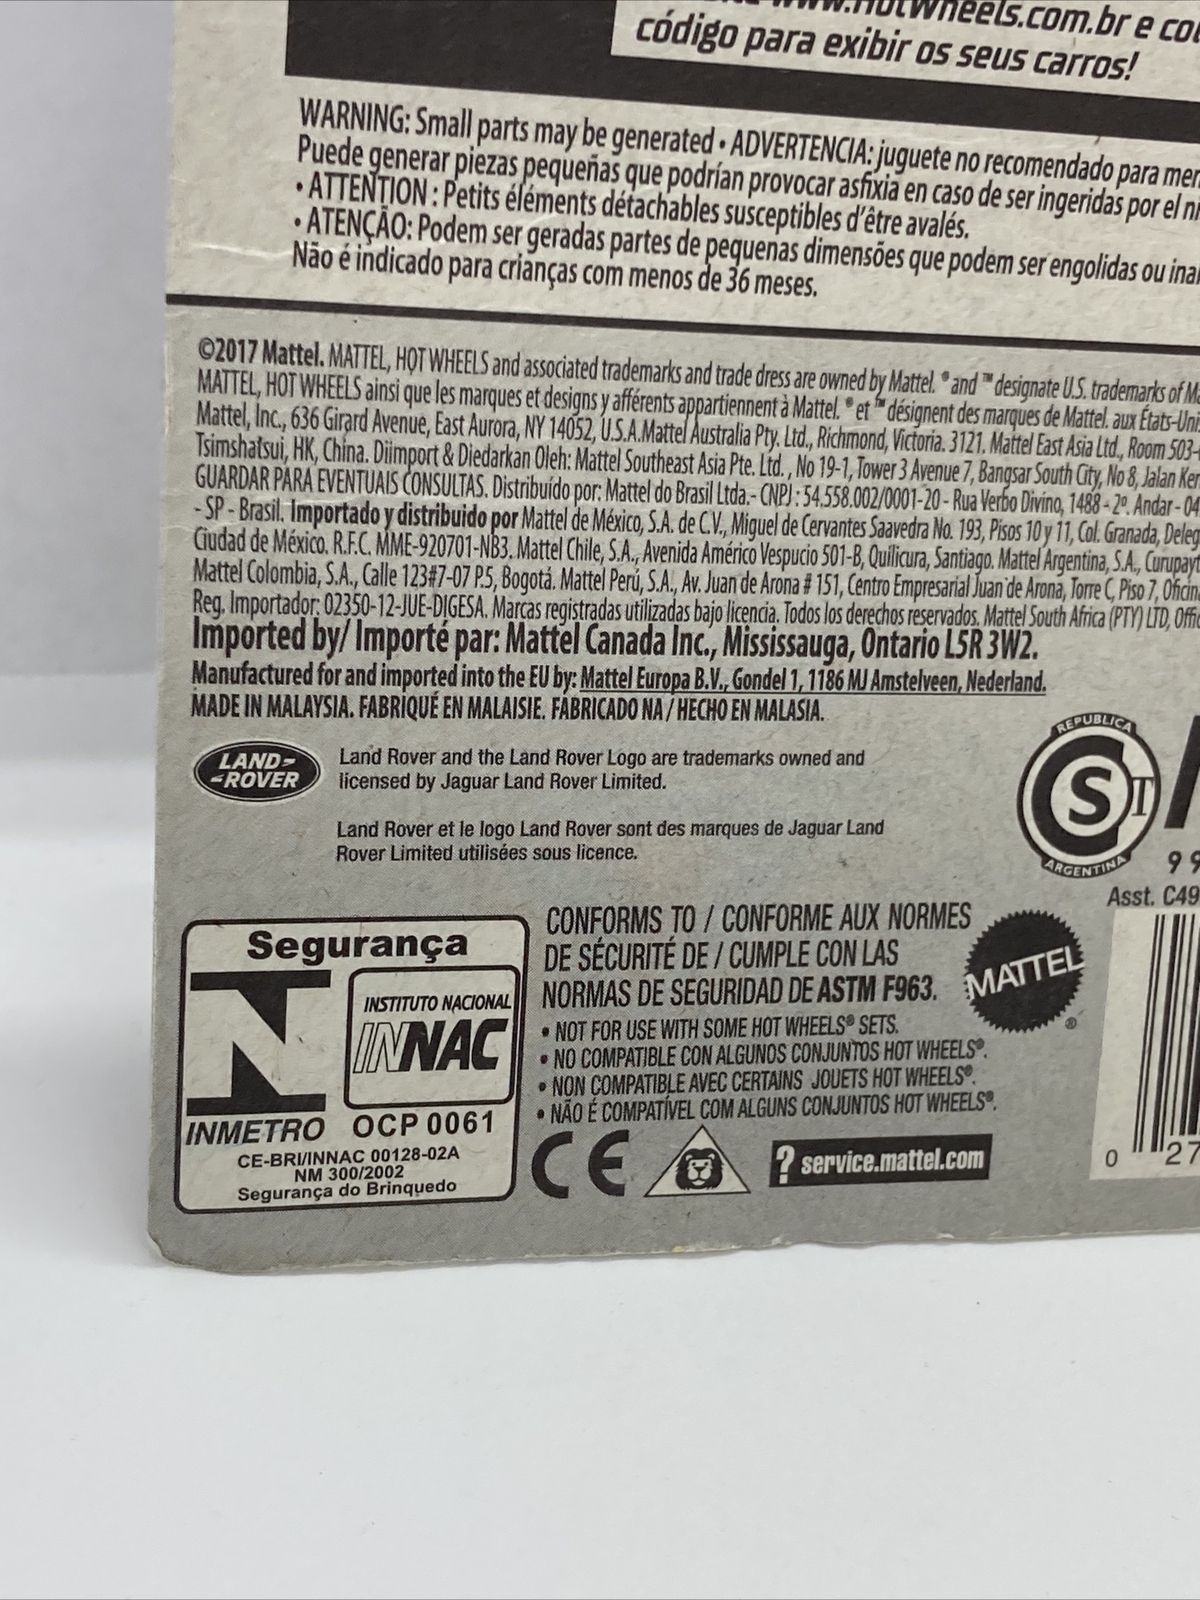 www.HotWheels.com.br e
código para exibir os seus carros!
WARNING: Small parts may be generated • ADVERTENCIA: juguete no recomendado para
Puede generar piezas pequeñas que podrían provocar asfixia en caso de ser ingeridas por el
• ATTENTION : Petits éléments détachables susceptibles d'être avalés.
• ATENÇÃO: Podem ser geradas partes de pequenas dimensões que podem ser engolidas ou
Não é indicado para crianças com menos de 36 meses.
©2017 Mattel. MATTEL, HOT WHEELS and associated trademarks and trade dress are owned by Mattel. ® and ™ designate U.S. trademarks of
MATTEL, HOT WHEELS ainsi que les marques et designs y afférents appartiennent à Mattel. ® et ™ désignent des marques de Mattel. aux États-Unis
Mattel, Inc., 636 Girard Avenue, East Aurora, NY 14052, U.S.A.Mattel Australia Pty. Ltd., Richmond, Victoria. 3121. Mattel East Asia Ltd., Room 503-
Tsimshatsui, HK, China. Diimport & Diedarkan Oleh: Mattel Southeast Asia Pte. Ltd. , No 19-1, Tower 3 Avenue 7, Bangsar South City, No 8, Jalan
GUARDAR PARA EVENTUAIS CONSULTAS. Distribuído por: Mattel do Brasil Ltda.- CNPJ : 54.558.002/0001-20 - Rua Verbo Divino, 1488 - 2º. Andar - 04
- SP - Brasil. Importado y distribuido por Mattel de México, S.A. de C.V., Miguel de Cervantes Saavedra No. 193, Pisos 10 y 11, Col. Granada,
Ciudad de México. R.F.C. MME-920701-NB3. Mattel Chile, S.A., Avenida Américo Vespucio 501-B, Quilicura, Santiago. Mattel Argentina, S.A.,
Mattel Colombia, S.A., Calle 123#7-07 P.5, Bogotá. Mattel Perú, S.A., Av. Juan de Arona # 151, Centro Empresarial Juan de Arona, Torre C, Piso 7,
Reg. Importador: 02350-12-JUE-DIGESA. Marcas registradas utilizadas bajo licencia. Todos los derechos reservados. Mattel South Africa (PTY) LTD,
Imported by/ Importé par: Mattel Canada Inc., Mississauga, Ontario L5R 3W2.
Manufactured for and imported into the EU by: Mattel Europa B.V., Gondel 1, 1186 MJ Amstelveen, Nederland.
MADE IN MALAYSIA. FABRIQUÉ EN MALAISIE. FABRICADO NA / HECHO EN MALASIA.
LAND-
-ROVER
Land Rover and the Land Rover Logo are trademarks owned and
licensed by Jaguar Land Rover Limited.
Land Rover et le logo Land Rover sont des marques de Jaguar Land
Rover Limited utilisées sous licence.
REPUBLICA
S T
ARGENTINA
99
Asst. C49
Segurança
N
INSTITUTO NACIONAL
INNAC
INMETRO OCP 0061
CE-BRI/INNAC 00128-02A
NM 300/2002
Segurança do Brinquedo
CONFORMS TO / CONFORME AUX NORMES
DE SÉCURITÉ DE / CUMPLE CON LAS
NORMAS DE SEGURIDAD DE ASTM F963.
MATTEL®
• NOT FOR USE WITH SOME HOT WHEELS® SETS.
• NO COMPATIBLE CON ALGUNOS CONJUNTOS HOT WHEELS®.
• NON COMPATIBLE AVEC CERTAINS JOUETS HOT WHEELS®.
• NÃO É COMPATÍVEL COM ALGUNS CONJUNTOS HOT WHEELS®.
CE
? service.mattel.com
0 27